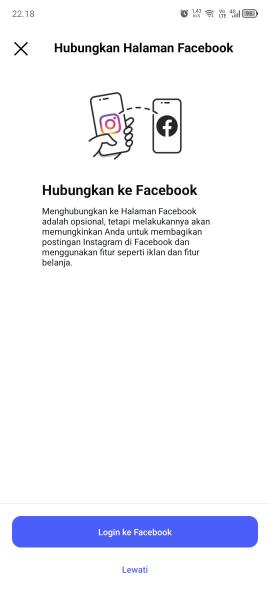 22.18
Hubungkan Halaman Facebook
Hubungkan ke Facebook
Menghubungkan ke Halaman Facebook
adalah opsional, tetapi melakukannya akan
memungkinkan Anda untuk membagikan
postingan Instagram di Facebook dan
menggunakan fitur seperti iklan dan fitur
belanja.
Login ke Facebook
Lewati